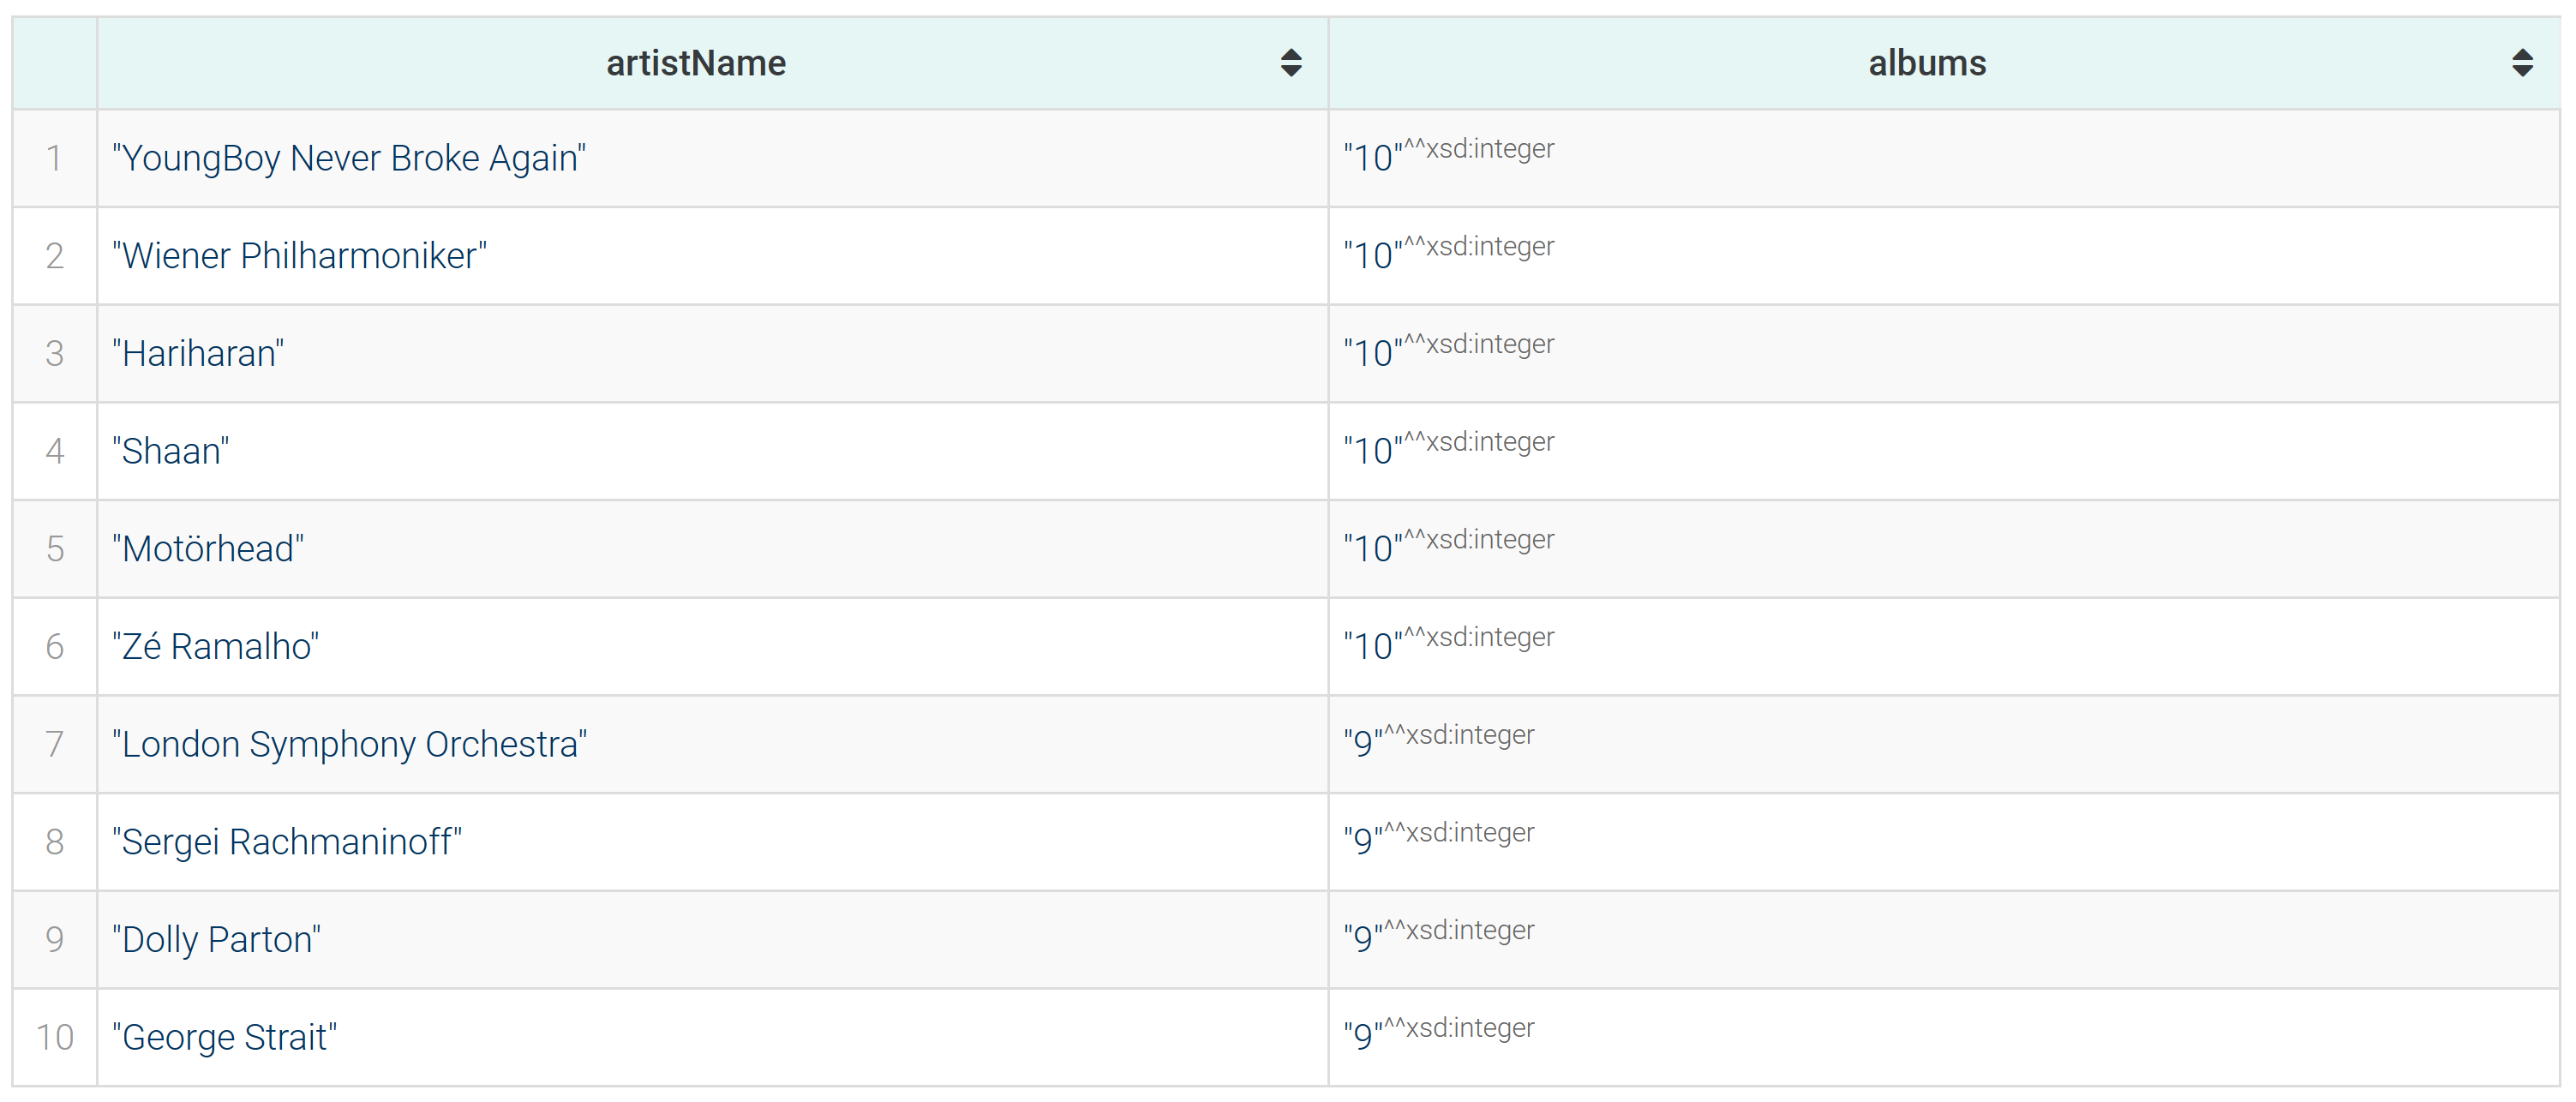 artistName albums
1 "YoungBoy Never Broke Again" "10"^^xsd:integer
2 "Wiener Philharmoniker" "10"^^xsd:integer
3 "Hariharan" "10"^^xsd:integer
4 "Shaan" "10"^^xsd:integer
5 "Motörhead" "10"^^xsd:integer
6 "Zé Ramalho" "10"^^xsd:integer
7 "London Symphony Orchestra" "9"^^xsd:integer
8 "Sergei Rachmaninoff" "9"^^xsd:integer
9 "Dolly Parton" "9"^^xsd:integer
10 "George Strait" "9"^^xsd:integer